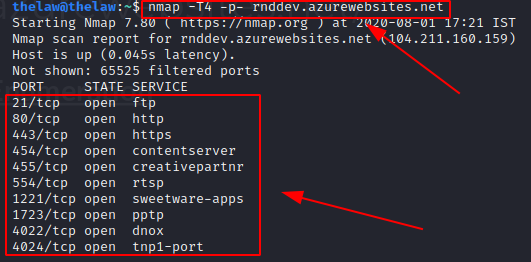 thelaw@thelaw:~$ nmap -T4 -p- rnddev.azurewebsites.net
Starting Nmap 7.80 ( https://nmap.org ) at 2020-08-01 17:21 IST
Nmap scan report for rnddev.azurewebsites.net (104.211.160.159)
Host is up (0.045s latency).
Not shown: 65525 filtered ports
PORT     STATE SERVICE
21/tcp   open  ftp
80/tcp   open  http
443/tcp  open  https
454/tcp  open  contentserver
455/tcp  open  creativepartnr
554/tcp  open  rtsp
1221/tcp open  sweetware-apps
1723/tcp open  pptp
4022/tcp open  dnox
4024/tcp open  tnp1-port